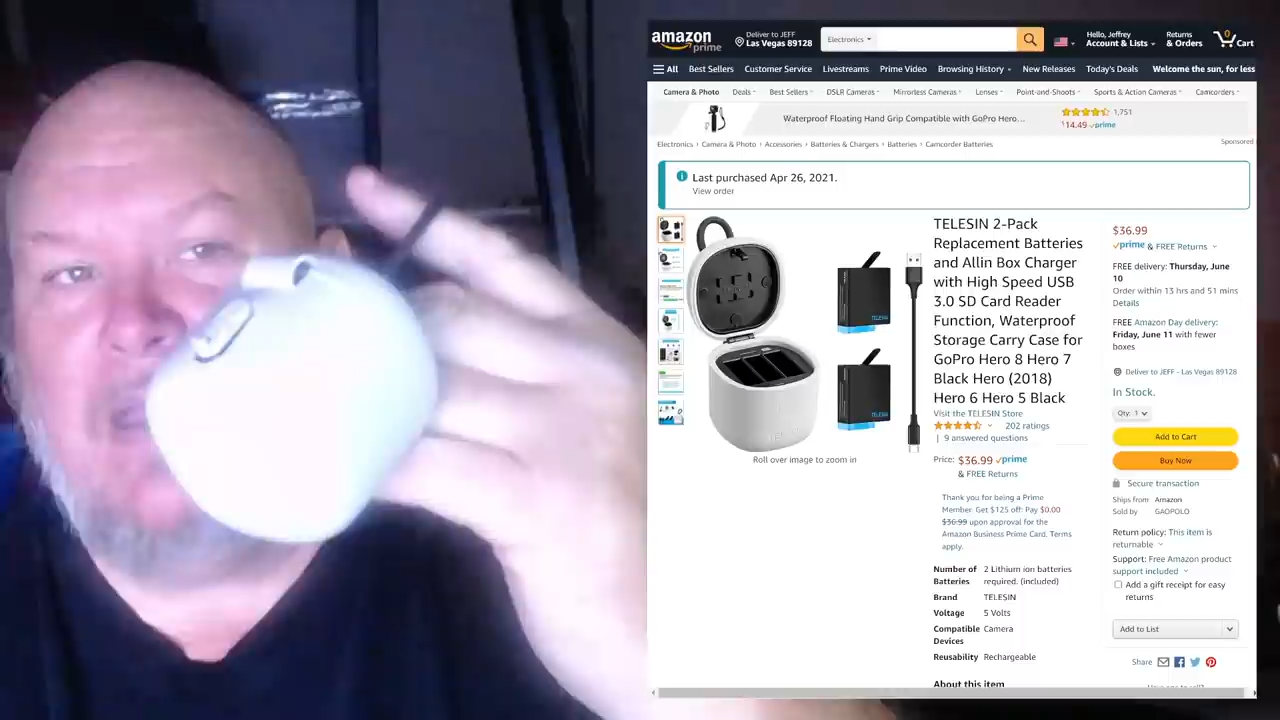 amazon
prime
Deliver to JEFF
Las Vegas 89128
Electronics
Hello, Jeffrey
Account & Lists
Returns
& Orders
0
Cart
All
Best Sellers
Customer Service
Livestreams
Prime Video
Browsing History
New Releases
Today's Deals
Welcome the sun, for less
Camera & Photo
Deals
Best Sellers
DSLR Cameras
Mirrorless Cameras
Lenses
Point-and-Shoots
Sports & Action Cameras
Camcorders
Waterproof Floating Hand Grip Compatible with GoPro Hero...
1,751
$14.49 prime
Electronics › Camera & Photo › Accessories › Batteries & Chargers › Batteries › Camcorder Batteries
Sponsored
Last purchased Apr 26, 2021.
View order
TELESIN
TELESIN
TELESIN
Roll over image to zoom in
TELESIN 2-Pack
Replacement Batteries
and Allin Box Charger
with High Speed USB
3.0 SD Card Reader
Function, Waterproof
Storage Carry Case for
GoPro Hero 8 Hero 7
Black Hero (2018)
Hero 6 Hero 5 Black
Visit the TELESIN Store
202 ratings
| 9 answered questions
Price: $36.99 prime
& FREE Returns
Thank you for being a Prime
Member. Get $125 off: Pay $0.00
$36.99 upon approval for the
Amazon Business Prime Card. Terms
apply.
Number of Batteries 2 Lithium ion batteries required. (included)
Brand TELESIN
Voltage 5 Volts
Compatible Devices Camera
Reusability Rechargeable
About this item
$36.99
prime & FREE Returns
FREE delivery: Thursday, June
10
Order within 13 hrs and 51 mins
Details
FREE Amazon Day delivery:
Friday, June 11 with fewer
boxes
Deliver to JEFF - Las Vegas 89128
In Stock.
Qty: 1
Add to Cart
Buy Now
Secure transaction
Ships from Amazon
Sold by GAOPOLO
Return policy: This item is
returnable
Support: Free Amazon product
support included
Add a gift receipt for easy
returns
Add to List
Share